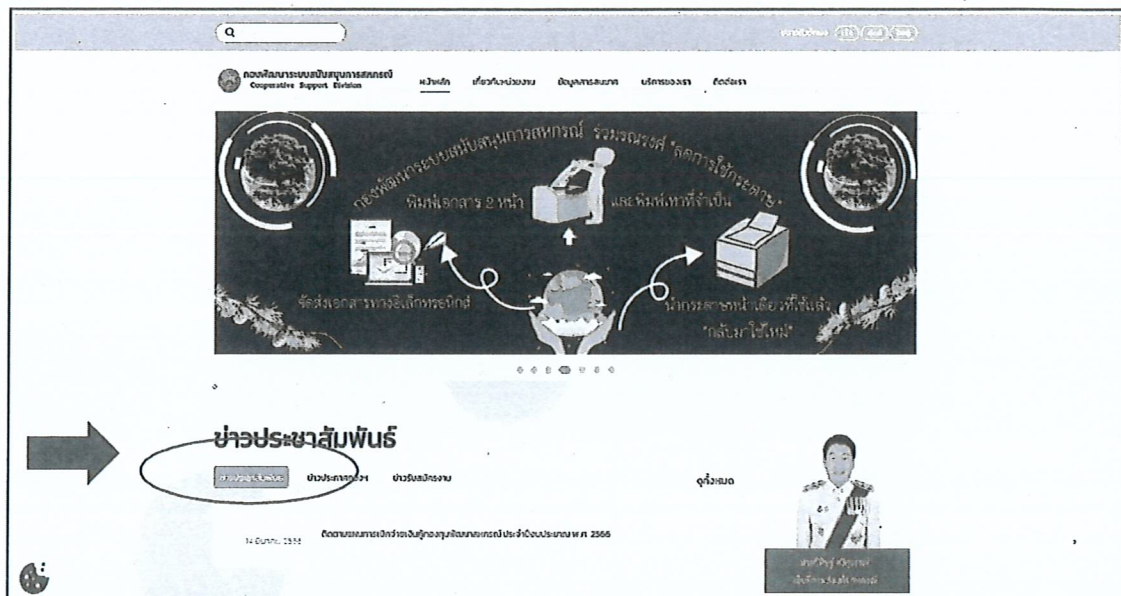 กองพัฒนาระบบสนับสนุนการสหกรณ์
Cooperative Support Division
หน้าหลัก เกี่ยวกับหน่วยงาน ข้อมูลสารสนเทศ บริการของเรา ติดต่อเรา
กองพัฒนาระบบสนับสนุนการสหกรณ์ ร่วมรณรงค์ "ลดการใช้กระดาษ"
พิมพ์เอกสาร 2 หน้า และพิมพ์เท่าที่จำเป็น
จัดส่งเอกสารทางอิเล็กทรอนิกส์
นำกระดาษหน้าเดียวที่ใช้แล้ว
"กลับมาใช้ใหม่"
ข่าวประชาสัมพันธ์
ข่าวประชาสัมพันธ์ ข่าวประกาศกองฯ ข่าวรับสมัครงาน ดูทั้งหมด
14 มีนาคม 2566 ติดตามแผนการเบิกจ่ายเงินกู้กองทุนพัฒนาสหกรณ์ ประจำปีงบประมาณ พ.ศ. 2566